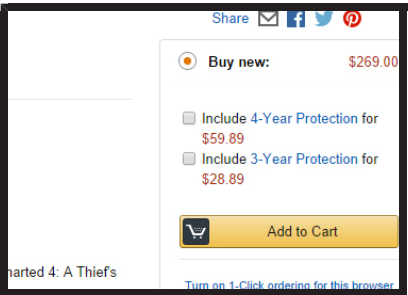 Share
Buy new: $269.00
Include 4-Year Protection for
$59.89
Include 3-Year Protection for
$28.89
Add to Cart
harted 4: A Thief's
Turn on 1-Click ordering for this browser